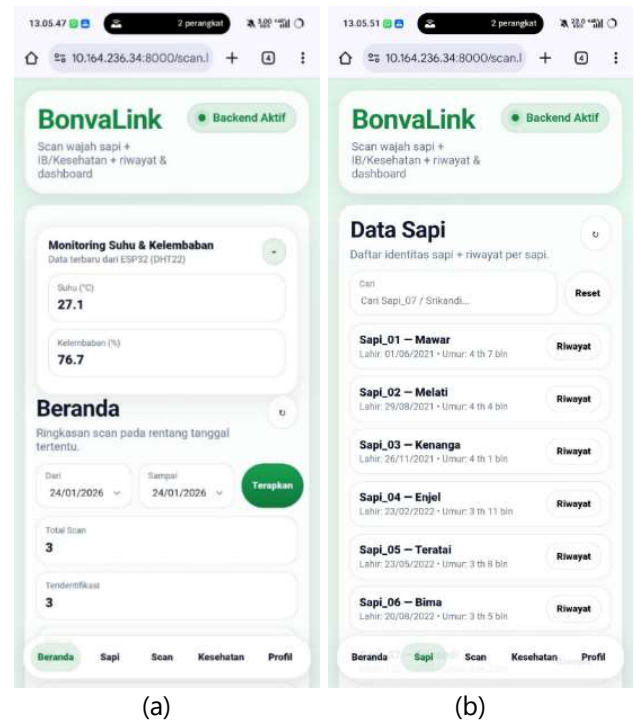 13.05.47
2 perangkat
10.164.236.34:8000/scan.l
4
BonvaLink
Backend Aktif
Scan wajah sapi +
IB/Kesehatan + riwayat &
dashboard
Monitoring Suhu & Kelembaban
Data terbaru dari ESP32 (DHT22)
Suhu (°C)
27.1
Kelembaban (%)
76.7
Beranda
Ringkasan scan pada rentang tanggal
tertentu.
Dari
24/01/2026
Sampai
24/01/2026
Terapkan
Total Scan
3
Teridentifikasi
3
Beranda Sapi Scan Kesehatan Profil
(a)
13.05.51
2 perangkat
10.164.236.34:8000/scan.l
4
BonvaLink
Backend Aktif
Scan wajah sapi +
IB/Kesehatan + riwayat &
dashboard
Data Sapi
Daftar identitas sapi + riwayat per sapi.
Cari
Cari Sapi_07 / Srikandi...
Reset
Sapi_01 — Mawar
Lahir: 01/06/2021 • Umur: 4 th 7 bln
Riwayat
Sapi_02 — Melati
Lahir: 29/08/2021 • Umur: 4 th 4 bln
Riwayat
Sapi_03 — Kenanga
Lahir: 26/11/2021 • Umur: 4 th 1 bln
Riwayat
Sapi_04 — Enjel
Lahir: 23/02/2022 • Umur: 3 th 11 bln
Riwayat
Sapi_05 — Teratai
Lahir: 23/05/2022 • Umur: 3 th 8 bln
Riwayat
Sapi_06 — Bima
Lahir: 20/08/2022 • Umur: 3 th 5 bln
Riwayat
Beranda Sapi Scan Kesehatan Profil
(b)